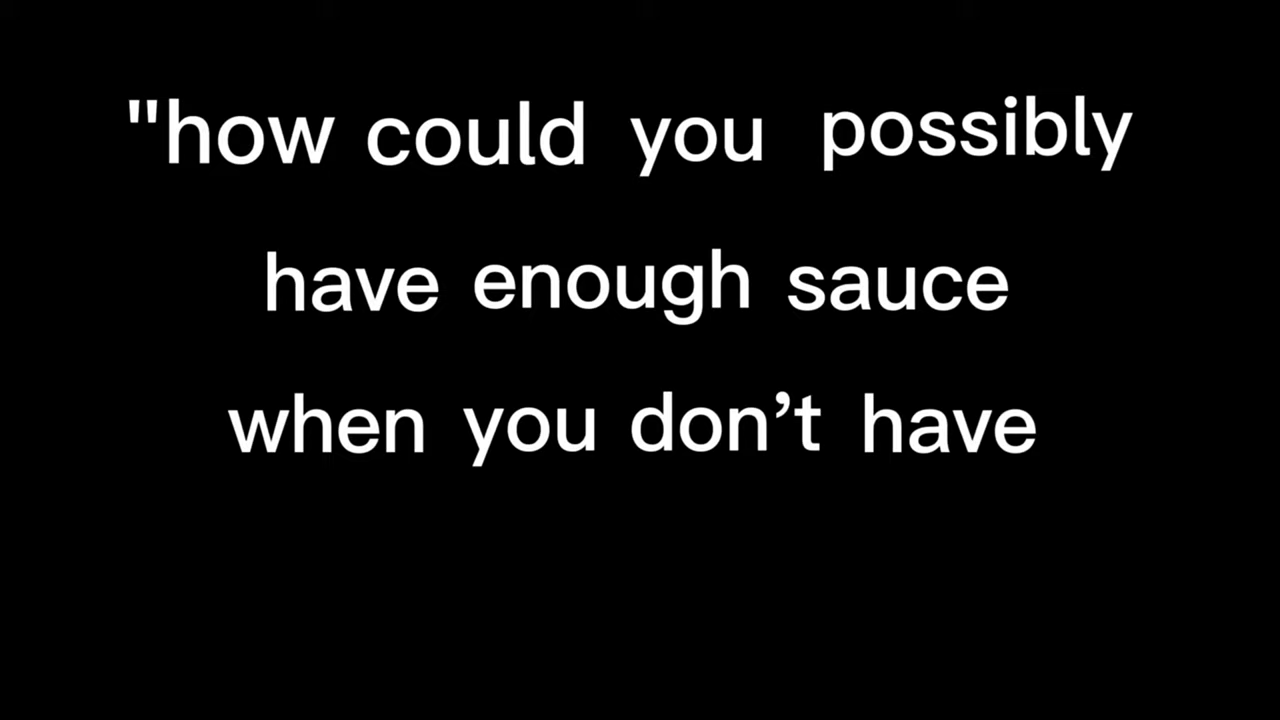 "how could you possibly
have enough sauce
when you don’t have